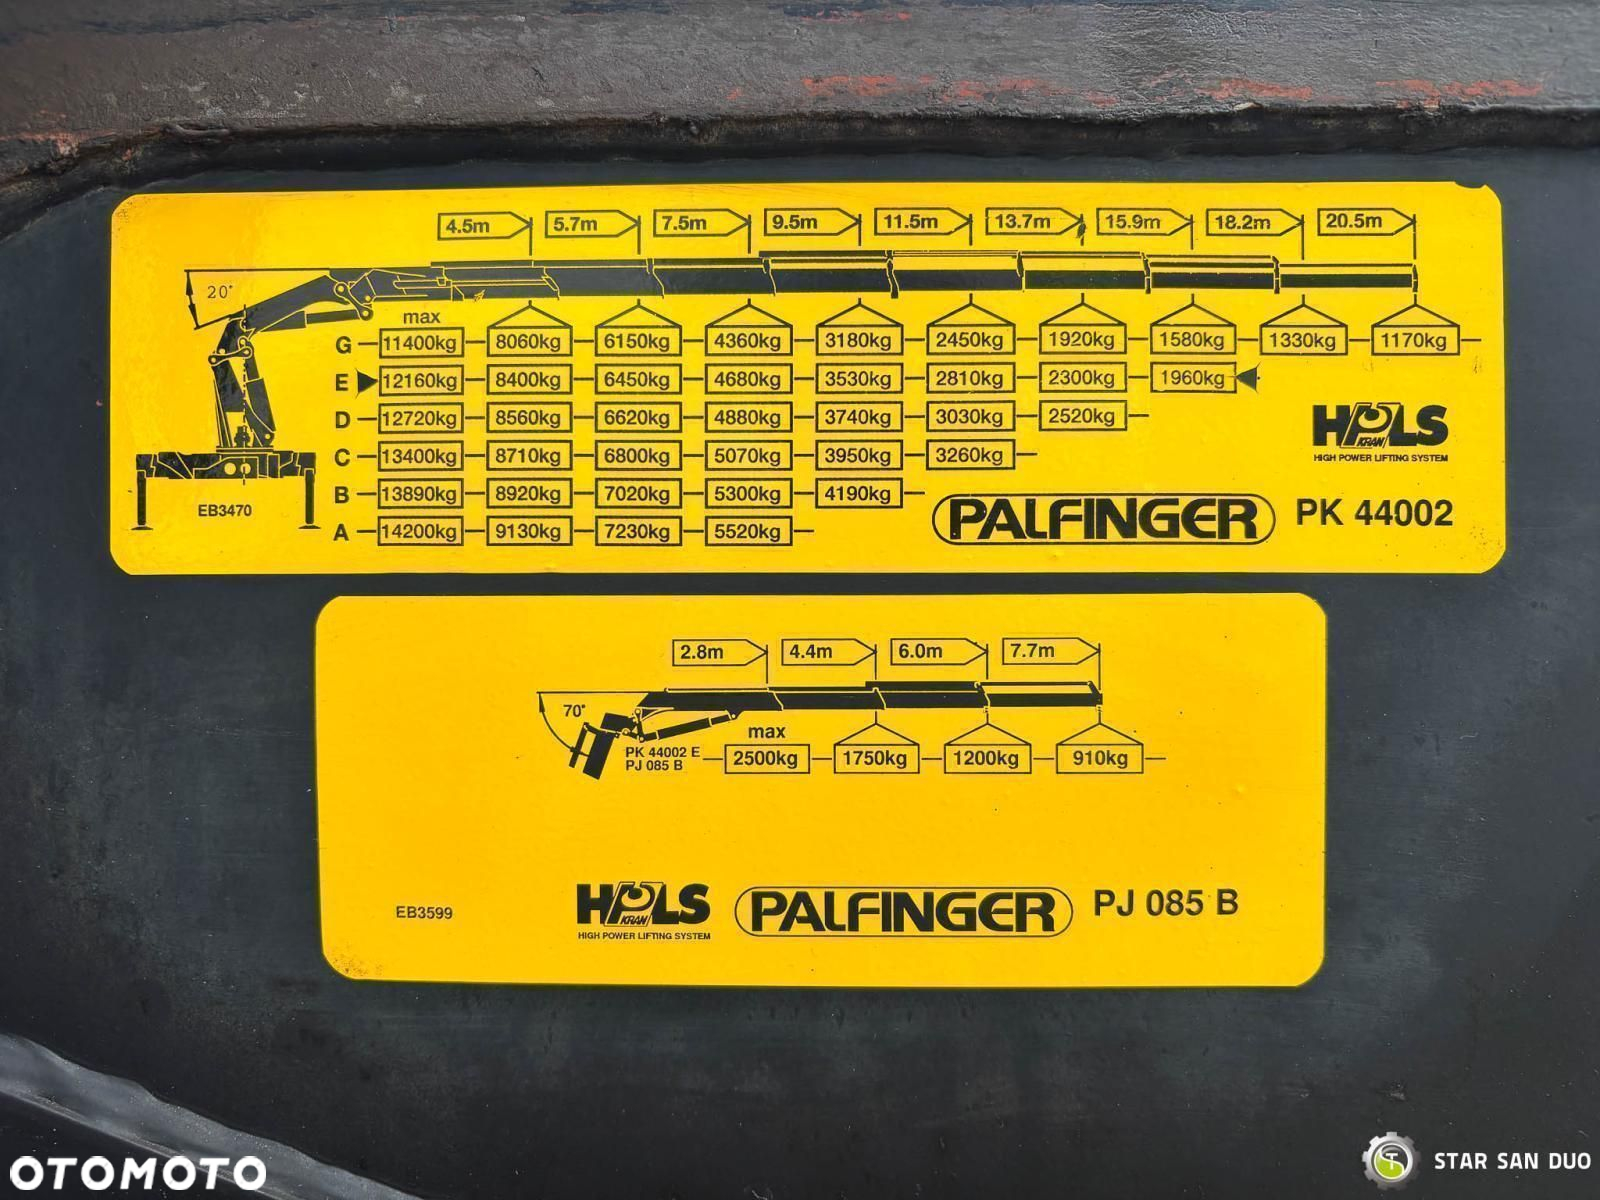 4.5m 5.7m 7.5m 9.5m 11.5m 13.7m 15.9m 18.2m 20.5m
20°
max
G 11400kg 8060kg 6150kg 4360kg 3180kg 2450kg 1920kg 1580kg 1330kg 1170kg
E 12160kg 8400kg 6450kg 4680kg 3530kg 2810kg 2300kg 1960kg
D 12720kg 8560kg 6620kg 4880kg 3740kg 3030kg 2520kg
C 13400kg 8710kg 6800kg 5070kg 3950kg 3260kg
B 13890kg 8920kg 7020kg 5300kg 4190kg
A 14200kg 9130kg 7230kg 5520kg
EB3470
HPLS
KRAN
HIGH POWER LIFTING SYSTEM
PALFINGER PK 44002
2.8m 4.4m 6.0m 7.7m
70°
max
PK 44002 E
PJ 085 B
2500kg 1750kg 1200kg 910kg
EB3599
HPLS
KRAN
HIGH POWER LIFTING SYSTEM
PALFINGER PJ 085 B
OTOMOTO
ST STAR SAN DUO